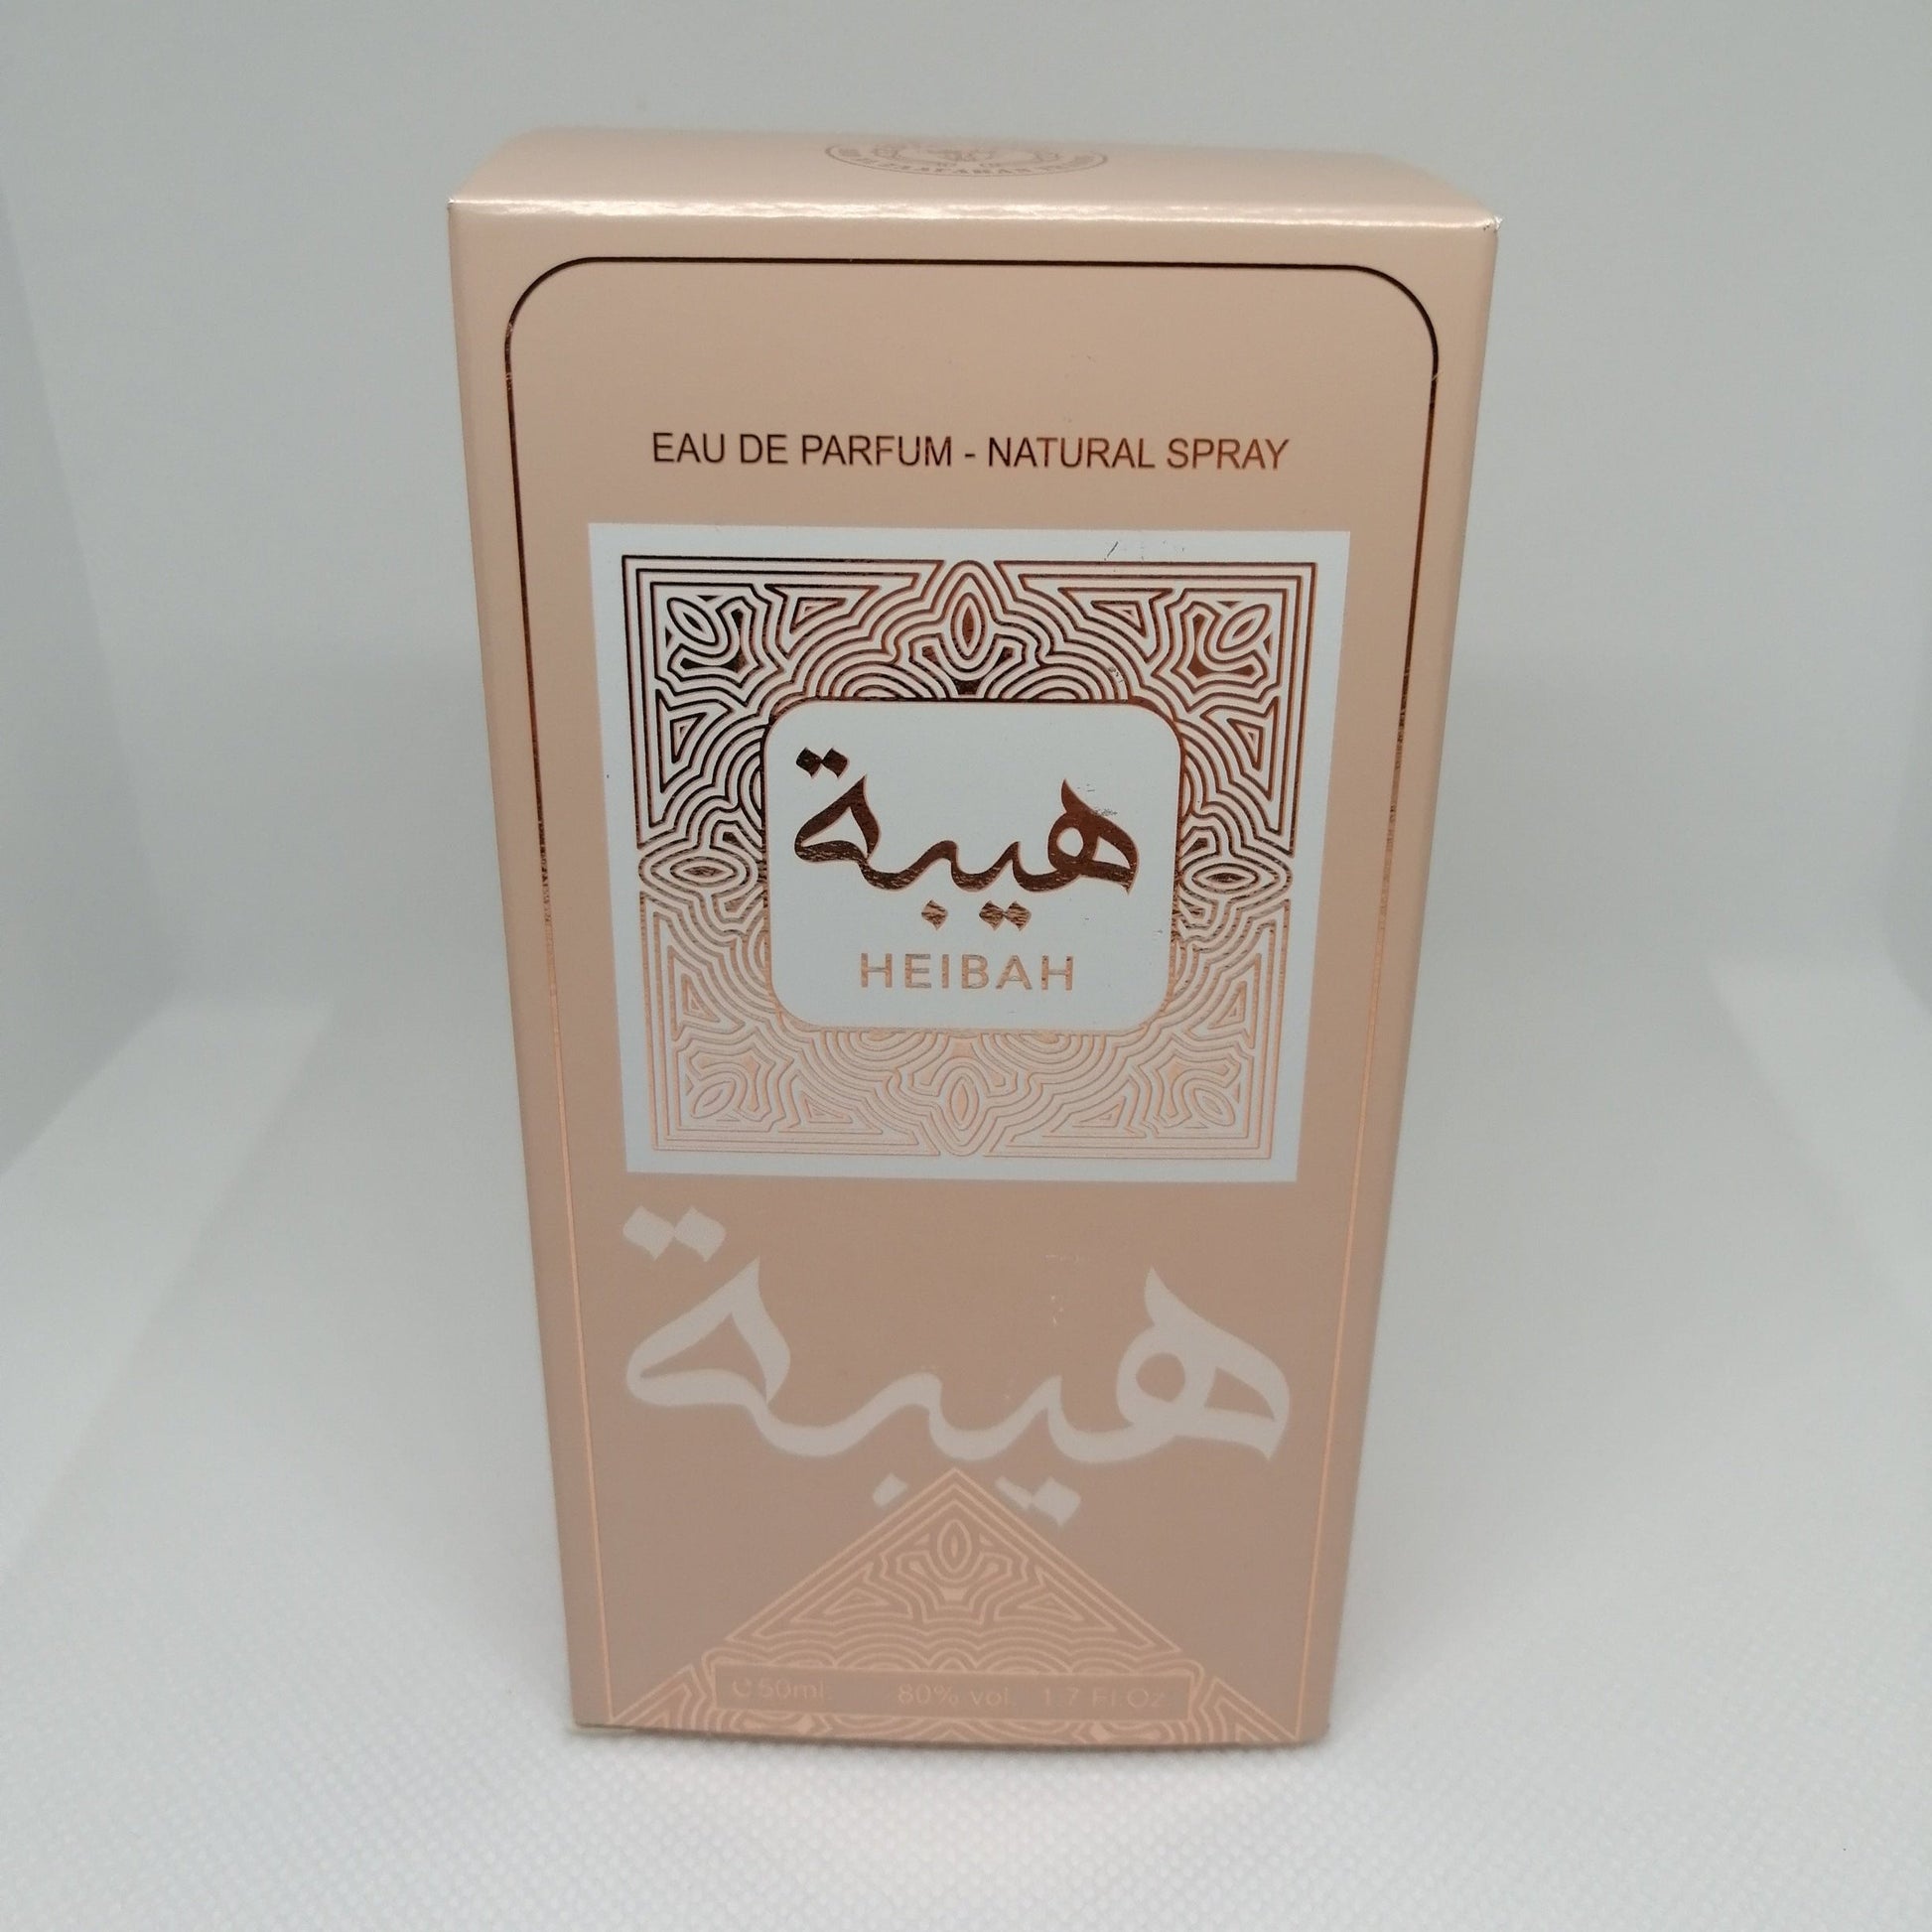 EAU DE PARFUM - NATURAL SPRAY
هيبة
HEIBAH
هيبة
e 50ml. 80% vol. 1.7 Fl.Oz